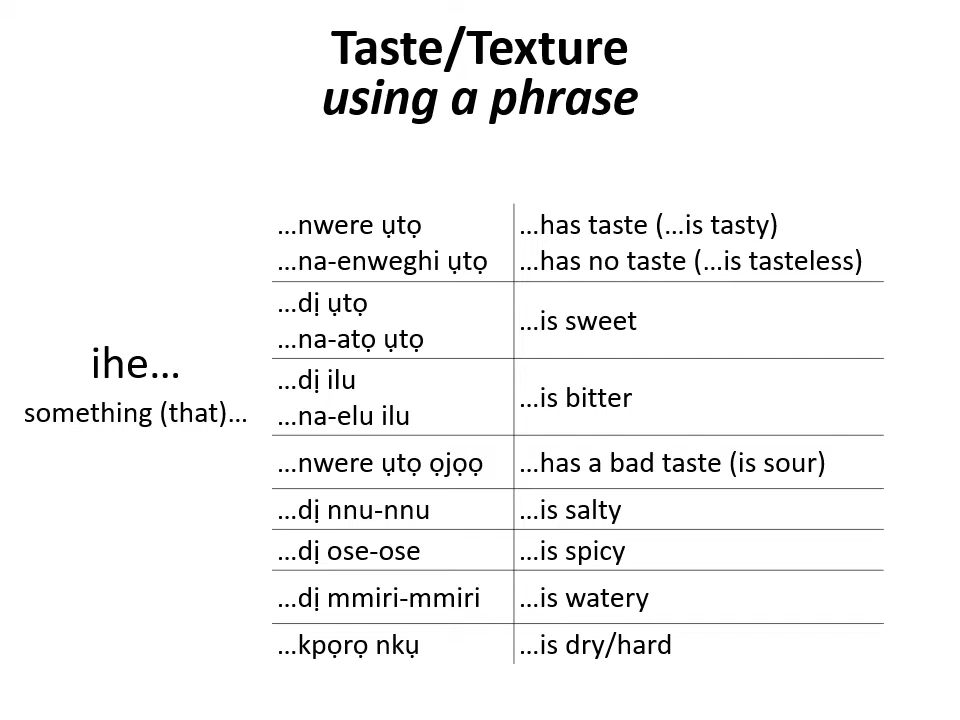 Taste/Texture
using a phrase
ihe…
something (that)…
…nwere ụtọ
…na-enweghi ụtọ
…has taste (…is tasty)
…has no taste (…is tasteless)
…dị ụtọ
…na-atọ ụtọ
…is sweet
…dị ilu
…na-elu ilu
…is bitter
…nwere ụtọ ọjọọ
…has a bad taste (is sour)
…dị nnu-nnu
…is salty
…dị ose-ose
…is spicy
…dị mmiri-mmiri
…is watery
…kpọrọ nkụ
…is dry/hard